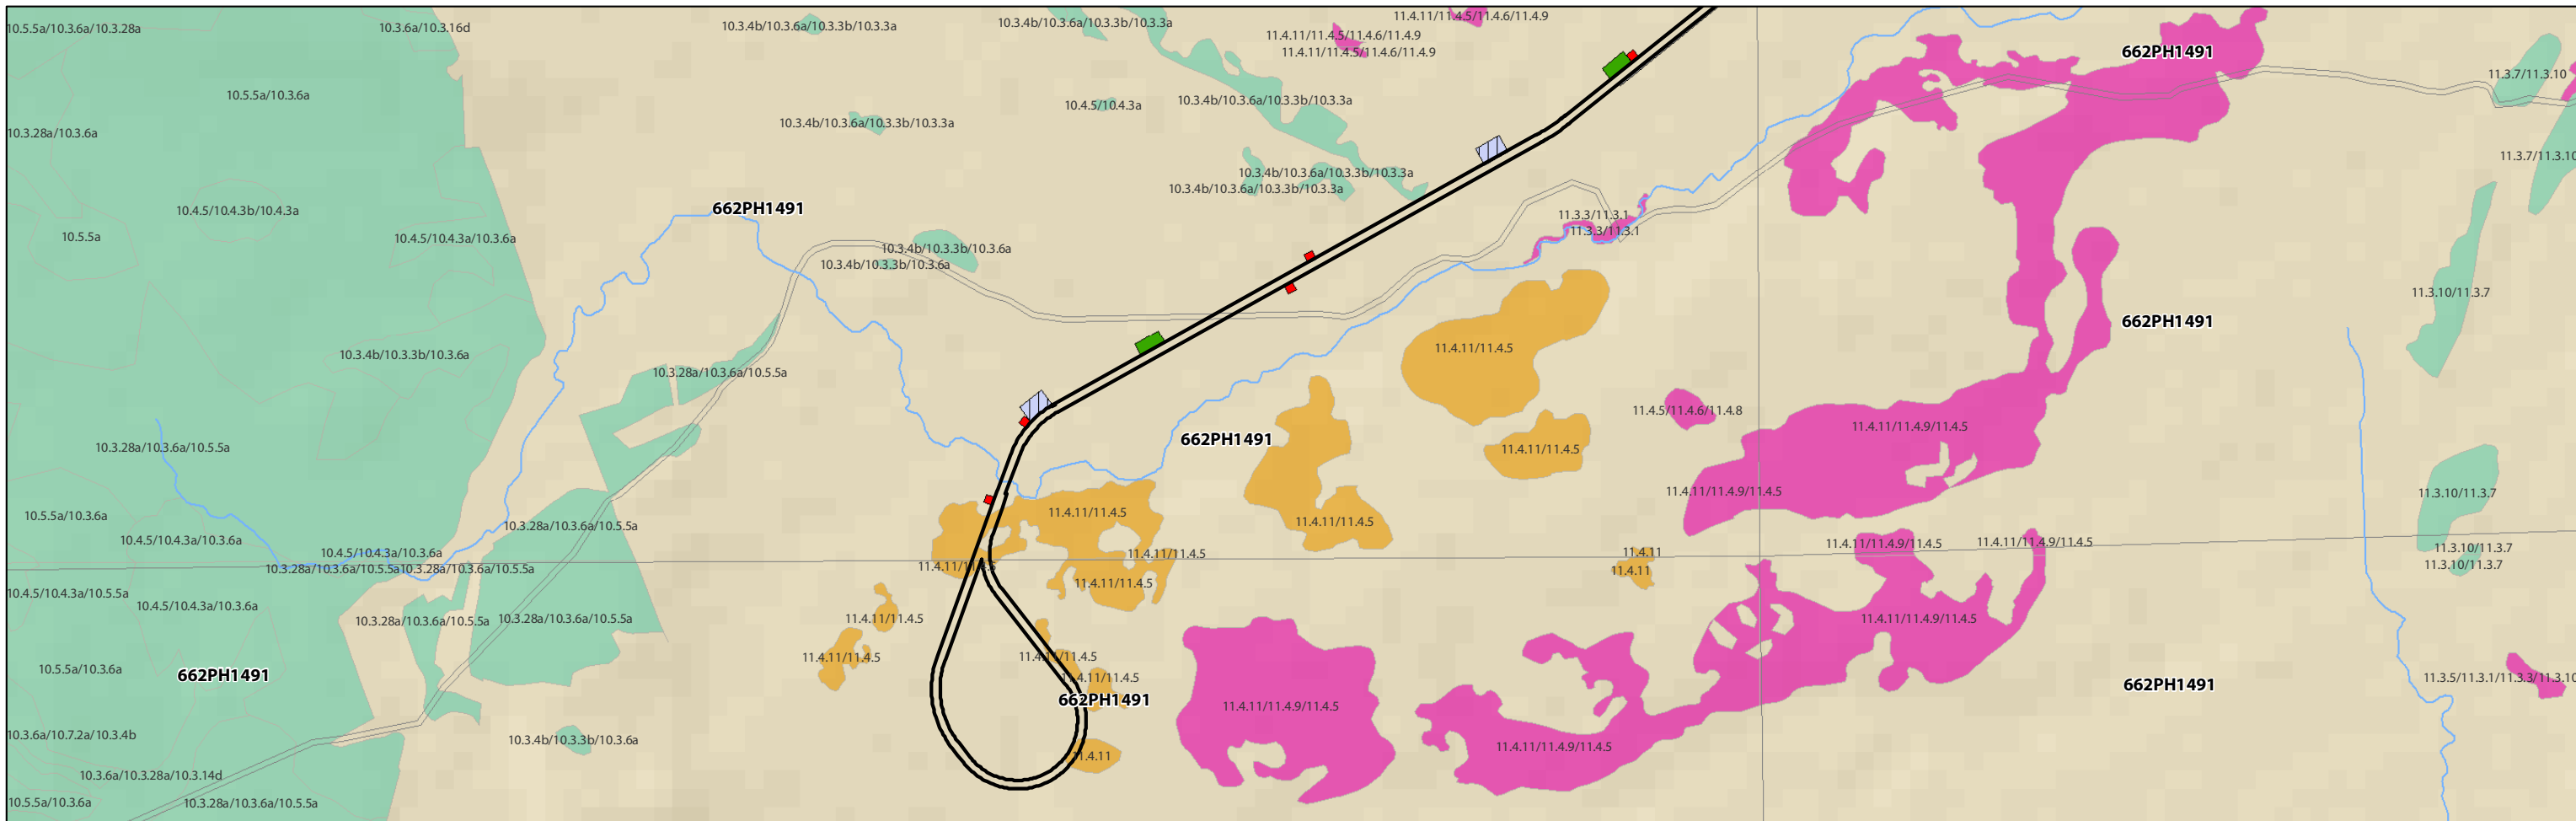 11.4.11/11.4.5/11.4.6/11.4.9
10.3.4b/10.3.6a/10.3.3b/10.3.3a
10.3.4b/10.3.6a/10.3.3b/10.3.3a
10.5.5a/10.3.6a/10.3.28a
10.3.6a/10.3.16d
11.4.11/11.4.5/11.4.6/11.4.9
11.4.11/11.4.5/11.4.6/11.4.9
662PH1491
11.3.7/11.3.10
10.5.5a/10.3.6a
10.3.4b/10.3.6a/10.3.3b/10.3.3a
10.4.5/10.4.3a
10.3.4b/10.3.6a/10.3.3b/10.3.3a
10.3.28a/10.3.6a
11.3.7/11.3.10
10.3.4b/10.3.6a/10.3.3b/10.3.3a
10.3.4b/10.3.6a/10.3.3b/10.3.3a
662PH1491
10.4.5/10.4.3b/10.4.3a
11.3.3/11.3.1
11.3.3/11.3.1
10.5.5a
10.4.5/10.4.3a/10.3.6a
10.3.4b/10.3.3b/10.3.6a
10.3.4b/10.3.3b/10.3.6a
11.3.10/11.3.7
662PH1491
11.4.11/11.4.5
10.3.4b/10.3.3b/10.3.6a
10.3.28a/10.3.6a/10.5.5a
11.4.5/11.4.6/11.4.8
11.4.11/11.4.9/11.4.5
662PH1491
10.3.28a/10.3.6a/10.5.5a
11.4.11/11.4.5
11.4.11/11.4.9/11.4.5
11.3.10/11.3.7
10.5.5a/10.3.6a
11.4.11/11.4.5
11.4.11/11.4.5
10.3.28a/10.3.6a/10.5.5a
10.4.5/10.4.3a/10.3.6a
11.4.11/11.4.9/11.4.5
11.4.11/11.4.9/11.4.5
11.3.10/11.3.7
10.4.5/10.4.3a/10.3.6a
11.4.11/11.4.5
11.4.11
11.3.10/11.3.7
10.3.28a/10.3.6a/10.5.5a10.3.28a/10.3.6a/10.5.5a
11.4.11/11.4.5
11.4.11
11.4.11/11.4.5
10.4.5/10.4.3a/10.5.5a
10.4.5/10.4.3a/10.3.6a
10.3.28a/10.3.6a/10.5.5a
10.3.28a/10.3.6a/10.5.5a
11.4.11/11.4.5
11.4.11/11.4.9/11.4.5
11.4.11/11.4.5
11.4.11/11.4.5
10.5.5a/10.3.6a
662PH1491
11.4.11/11.4.5
11.3.5/11.3.1/11.3.3/11.3.10
662PH1491
662PH1491
11.4.11/11.4.9/11.4.5
10.3.6a/10.7.2a/10.3.4b
10.3.4b/10.3.3b/10.3.6a
11.4.11/11.4.9/11.4.5
11.4.11
10.3.6a/10.3.28a/10.3.14d
10.5.5a/10.3.6a
10.3.28a/10.3.6a/10.5.5a